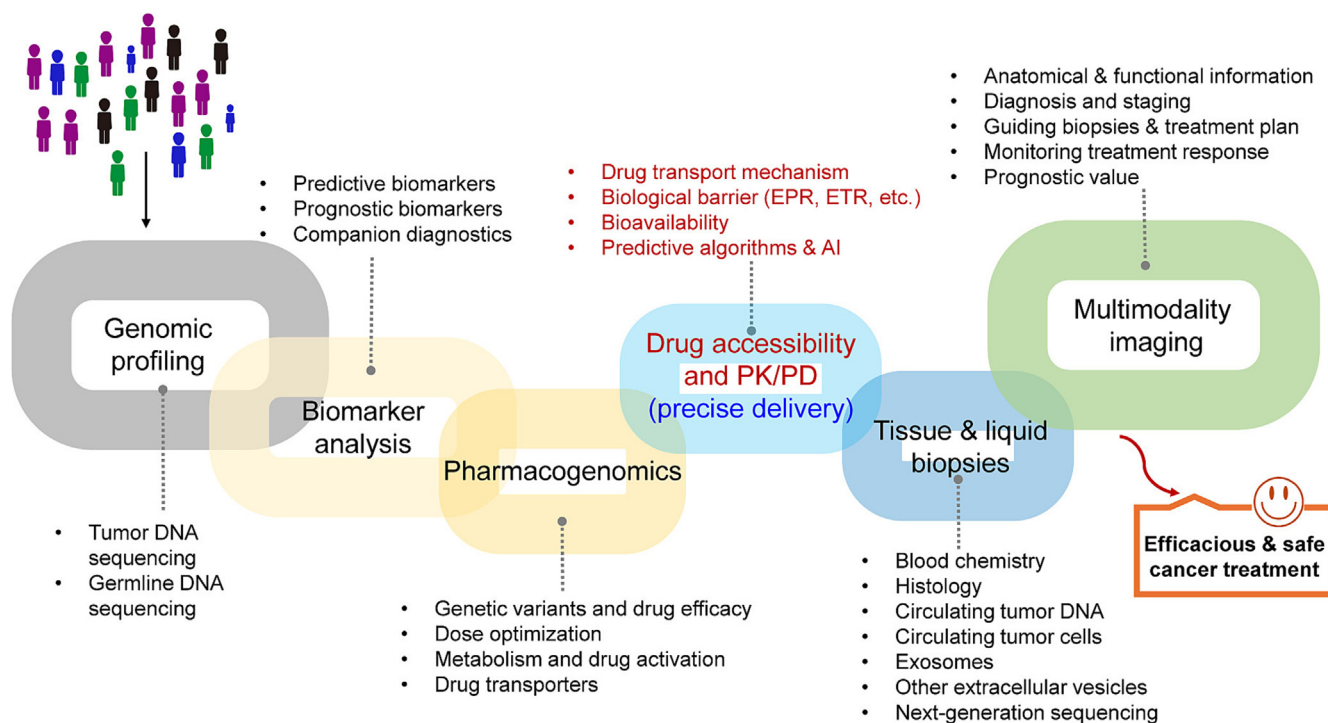 • Anatomical & functional information
• Diagnosis and staging
• Guiding biopsies & treatment plan
• Monitoring treatment response
• Prognostic value
• Predictive biomarkers
• Prognostic biomarkers
• Companion diagnostics
• Drug transport mechanism
• Biological barrier (EPR, ETR, etc.)
• Bioavailability
• Predictive algorithms & AI
Genomic
profiling
Biomarker
analysis
Pharmacogenomics
Drug accessibility
and PK/PD
(precise delivery)
Tissue & liquid
biopsies
Multimodality
imaging
• Tumor DNA
sequencing
• Germline DNA
sequencing
• Genetic variants and drug efficacy
• Dose optimization
• Metabolism and drug activation
• Drug transporters
• Blood chemistry
• Histology
• Circulating tumor DNA
• Circulating tumor cells
• Exosomes
• Other extracellular vesicles
• Next-generation sequencing
Efficacious & safe
cancer treatment